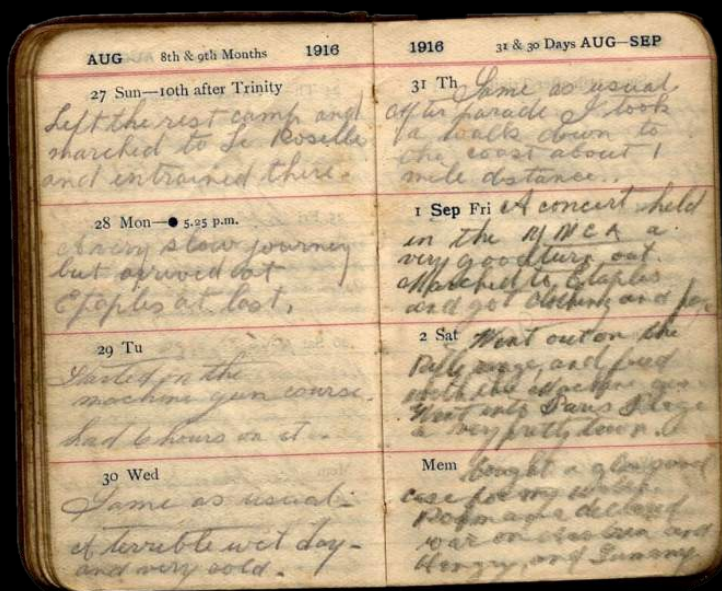 AUG 8th & 9th Months 1916
27 Sun—10th after Trinity
Left the rest camp and
marched to Le Roselle
and entrained there.
28 Mon—● 5.25 p.m.
A very slow journey
but arrived at
Etaples at last.
29 Tu
Started in the
machine gun course.
had 6 hours on it.
30 Wed
Same as usual.
A terrible wet day
and very cold.
1916 31 & 30 Days AUG—SEP
31 Th Same as usual
After parade I took
a walk down to
the coast about 1
mile distance..
1 Sep Fri A concert held
in the Y M C A a
very good turn out.
Marched to Etaples
and got clothing and
2 Sat Went out on the
range, and fired
with the machine gun
Went into Paris Plage
a very pretty town.
Mem bought a
case for my
declared
war on and
and